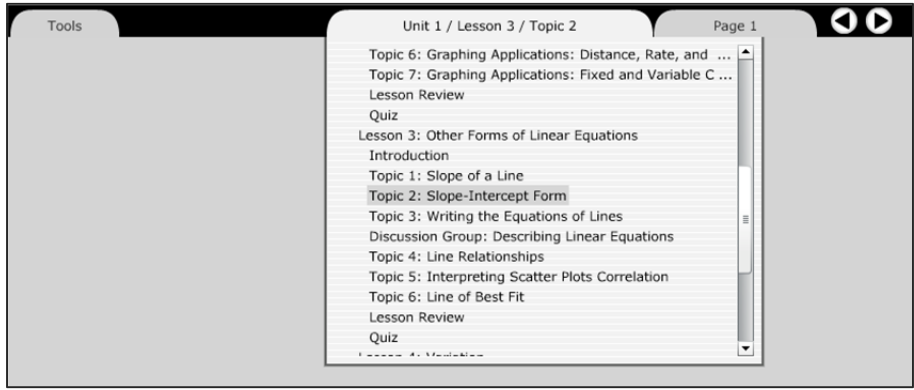 Tools
Unit 1 / Lesson 3 / Topic 2
Page 1
Topic 6: Graphing Applications: Distance, Rate, and ...
Topic 7: Graphing Applications: Fixed and Variable C ...
Lesson Review
Quiz
Lesson 3: Other Forms of Linear Equations
Introduction
Topic 1: Slope of a Line
Topic 2: Slope-Intercept Form
Topic 3: Writing the Equations of Lines
Discussion Group: Describing Linear Equations
Topic 4: Line Relationships
Topic 5: Interpreting Scatter Plots Correlation
Topic 6: Line of Best Fit
Lesson Review
Quiz
Lesson 4: Variation